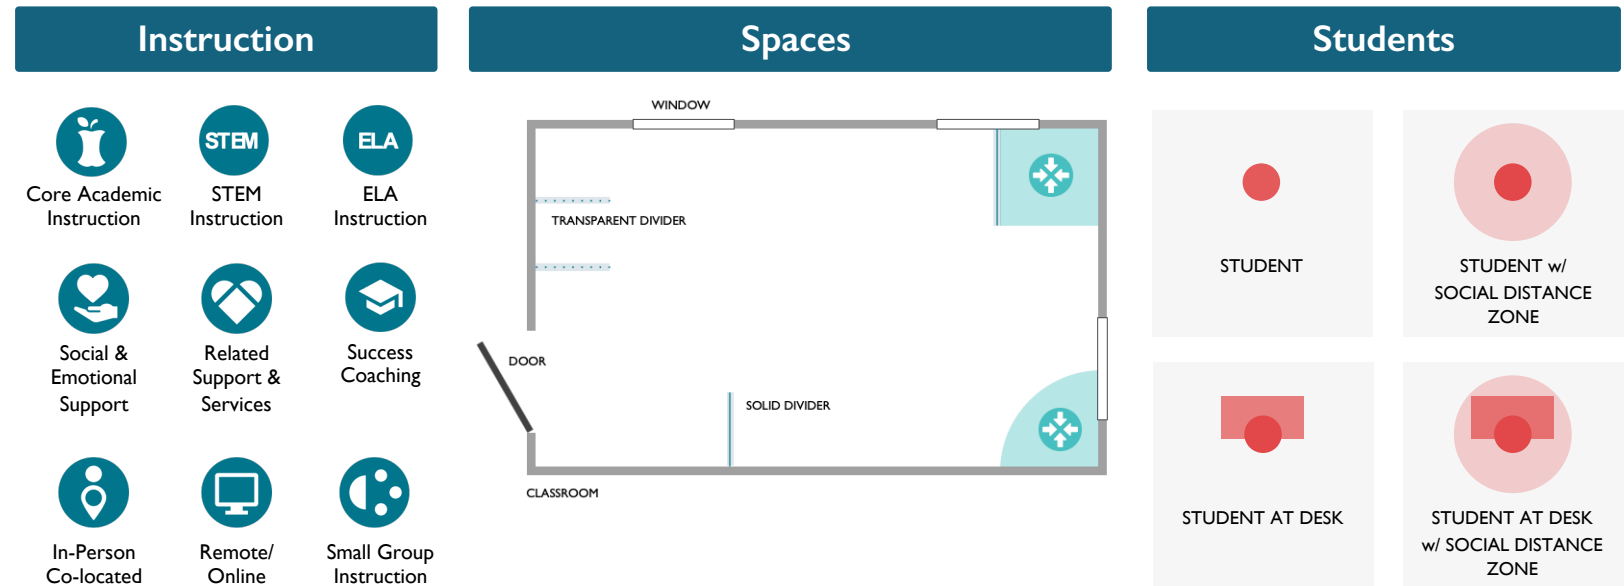 Instruction
Spaces
Students
Core Academic
Instruction
STEM
STEM
Instruction
ELA
ELA
Instruction
Social &
Emotional
Support
Related
Support &
Services
Success
Coaching
In-Person
Co-located
Remote/
Online
Small Group
Instruction
WINDOW
TRANSPARENT DIVIDER
DOOR
SOLID DIVIDER
CLASSROOM
STUDENT
STUDENT w/
SOCIAL DISTANCE
ZONE
STUDENT AT DESK
STUDENT AT DESK
w/ SOCIAL DISTANCE
ZONE